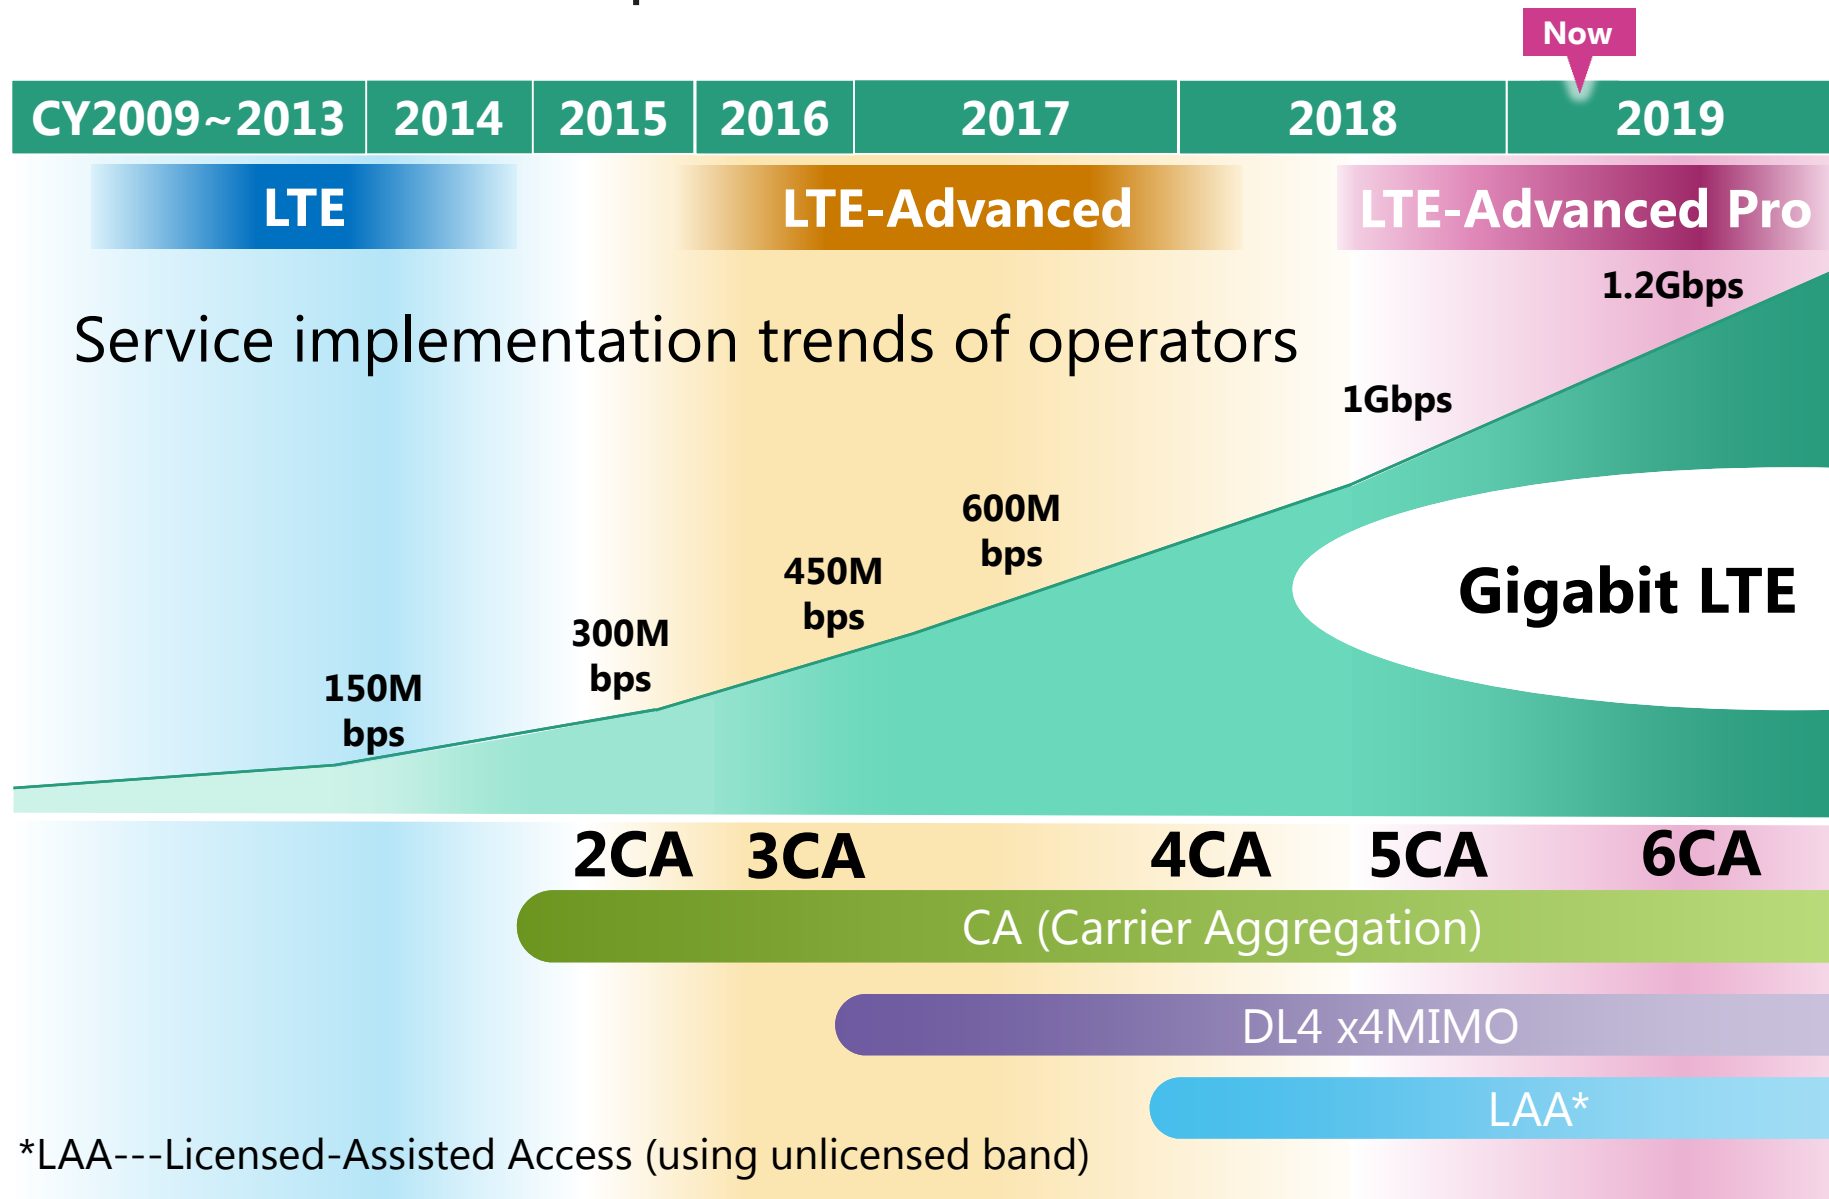 Now
CY2009~2013 2014 2015 2016 2017 2018 2019
LTE LTE-Advanced LTE-Advanced Pro
1.2Gbps
Service implementation trends of operators
1Gbps
600M
bps
450M
bps
Gigabit LTE
300M
bps
150M
bps
2CA 3CA 4CA 5CA 6CA
CA (Carrier Aggregation)
DL4 x4MIMO
LAA*
*LAA---Licensed-Assisted Access (using unlicensed band)